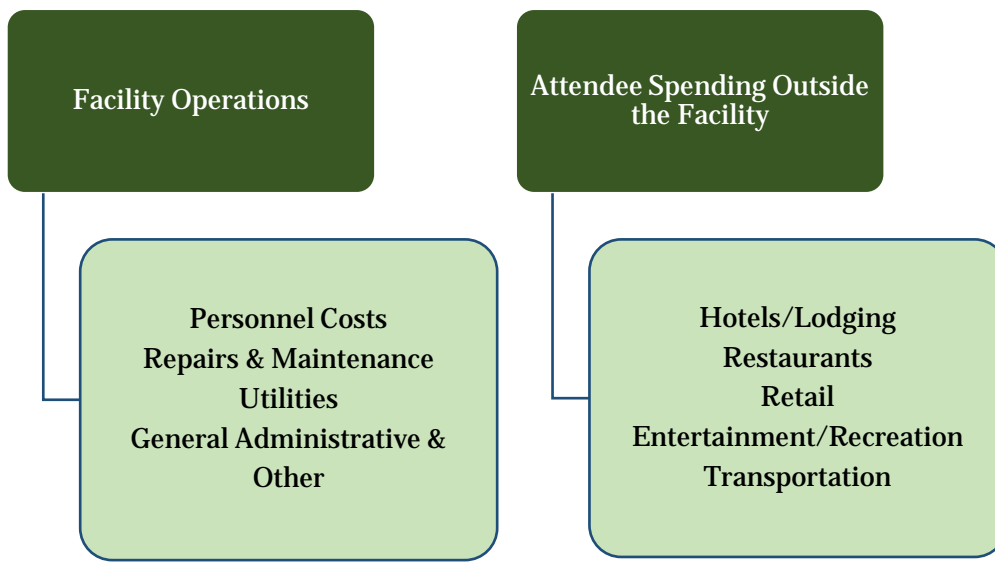 Facility Operations
Personnel Costs
Repairs & Maintenance
Utilities
General Administrative &
Other
Attendee Spending Outside
the Facility
Hotels/Lodging
Restaurants
Retail
Entertainment/Recreation
Transportation